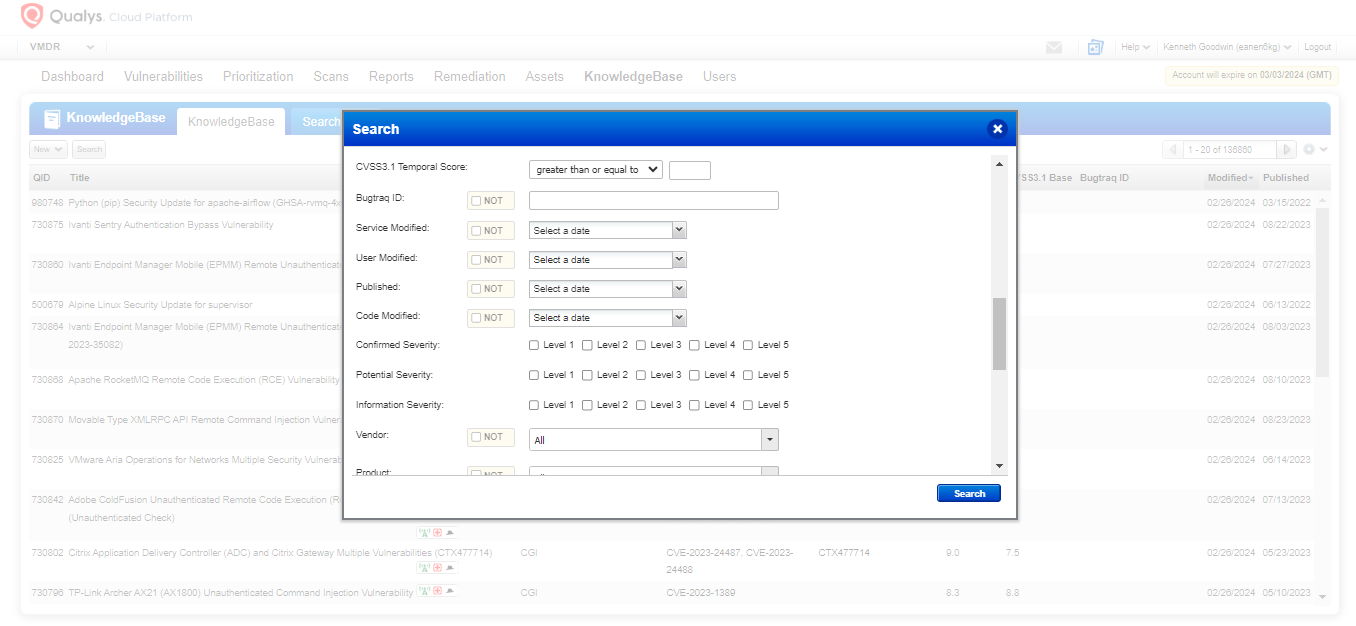 Qualys. Cloud Platform
VMDR
Help
Kenneth Goodwin (eanen6kg)
Logout
Dashboard Vulnerabilities Prioritization Scans Reports Remediation Assets KnowledgeBase Users
Account will expire on 03/03/2024 (GMT)
KnowledgeBase KnowledgeBase Search
New Search
1 - 20 of 136860
QID Title
SS3.1 Base Bugtraq ID Modified Published
980748 Python (pip) Security Update for apache-airflow (GHSA-rvmq-4x 02/26/2024 03/15/2022
730875 Ivanti Sentry Authentication Bypass Vulnerability 02/26/2024 08/22/2023
730860 Ivanti Endpoint Manager Mobile (EPMM) Remote Unauthenticat 02/26/2024 07/27/2023
500679 Alpine Linux Security Update for supervisor 02/26/2024 06/13/2022
730864 Ivanti Endpoint Manager Mobile (EPMM) Remote Unauthenticat 02/26/2024 08/03/2023
2023-35082)
730868 Apache RocketMQ Remote Code Execution (RCE) Vulnerability 02/26/2024 08/10/2023
730870 Movable Type XMLRPC API Remote Command Injection Vulner 02/26/2024 08/23/2023
730825 VMware Aria Operations for Networks Multiple Security Vulnerab 02/26/2024 06/14/2023
730842 Adobe ColdFusion Unauthenticated Remote Code Execution (R 02/26/2024 07/13/2023
(Unauthenticated Check)
730802 Citrix Application Delivery Controller (ADC) and Citrix Gateway Multiple Vulnerabilities (CTX477714) CGI CVE-2023-24487, CVE-2023- CTX477714 9.0 7.5 02/26/2024 05/23/2023
24488
730796 TP-Link Archer AX21 (AX1800) Unauthenticated Command Injection Vulnerability CGI CVE-2023-1389 8.3 8.8 02/26/2024 05/10/2023
Search
CVSS3.1 Temporal Score: greater than or equal to
Bugtraq ID: NOT
Service Modified: NOT Select a date
User Modified: NOT Select a date
Published: NOT Select a date
Code Modified: NOT Select a date
Confirmed Severity: Level 1 Level 2 Level 3 Level 4 Level 5
Potential Severity: Level 1 Level 2 Level 3 Level 4 Level 5
Information Severity: Level 1 Level 2 Level 3 Level 4 Level 5
Vendor: NOT All
Product: NOT
Search